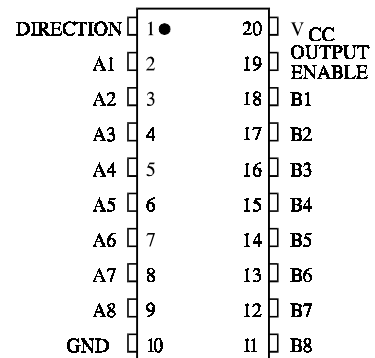 DIRECTION 1 20 VCC
A1 2 19 OUTPUT ENABLE
A2 3 18 B1
A3 4 17 B2
A4 5 16 B3
A5 6 15 B4
A6 7 14 B5
A7 8 13 B6
A8 9 12 B7
GND 10 11 B8